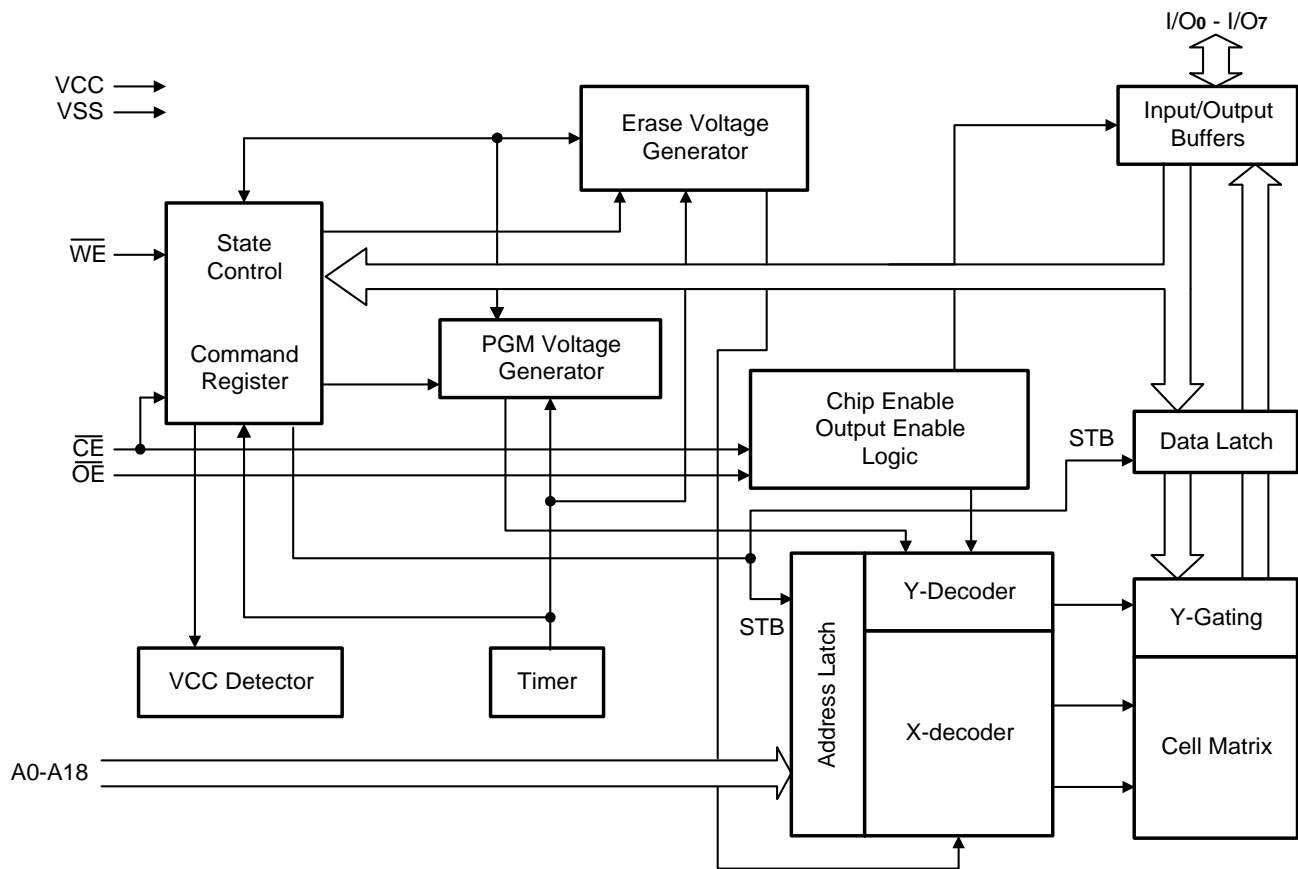 I/O0 - I/O7
VCC
VSS
Erase Voltage
Generator
Input/Output
Buffers
WE
State
Control
Command
Register
PGM Voltage
Generator
Chip Enable
Output Enable
Logic
CE
OE
STB
Data Latch
STB
Address Latch
Y-Decoder
Y-Gating
VCC Detector
Timer
X-decoder
Cell Matrix
A0-A18